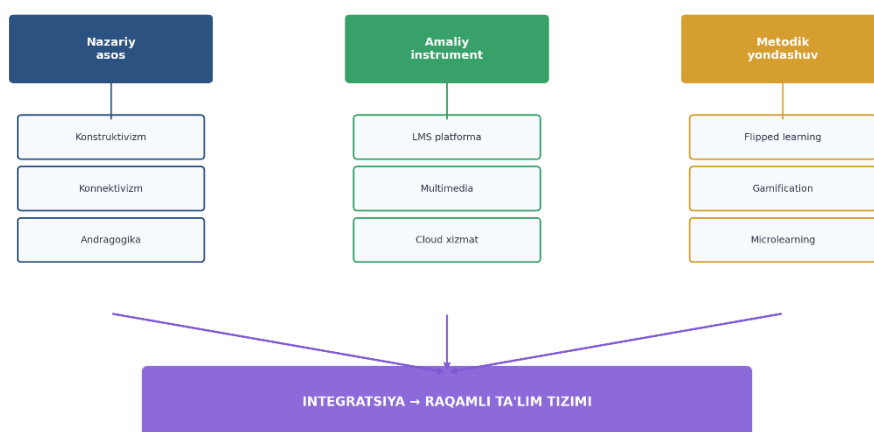 Nazariy
asos
Konstruktivizm
Konnektivizm
Andragogika
Amaliy
instrument
LMS platforma
Multimedia
Cloud xizmat
Metodik
yondashuv
Flipped learning
Gamification
Microlearning
INTEGRATSIYA → RAQAMLI TA'LIM TIZIMI